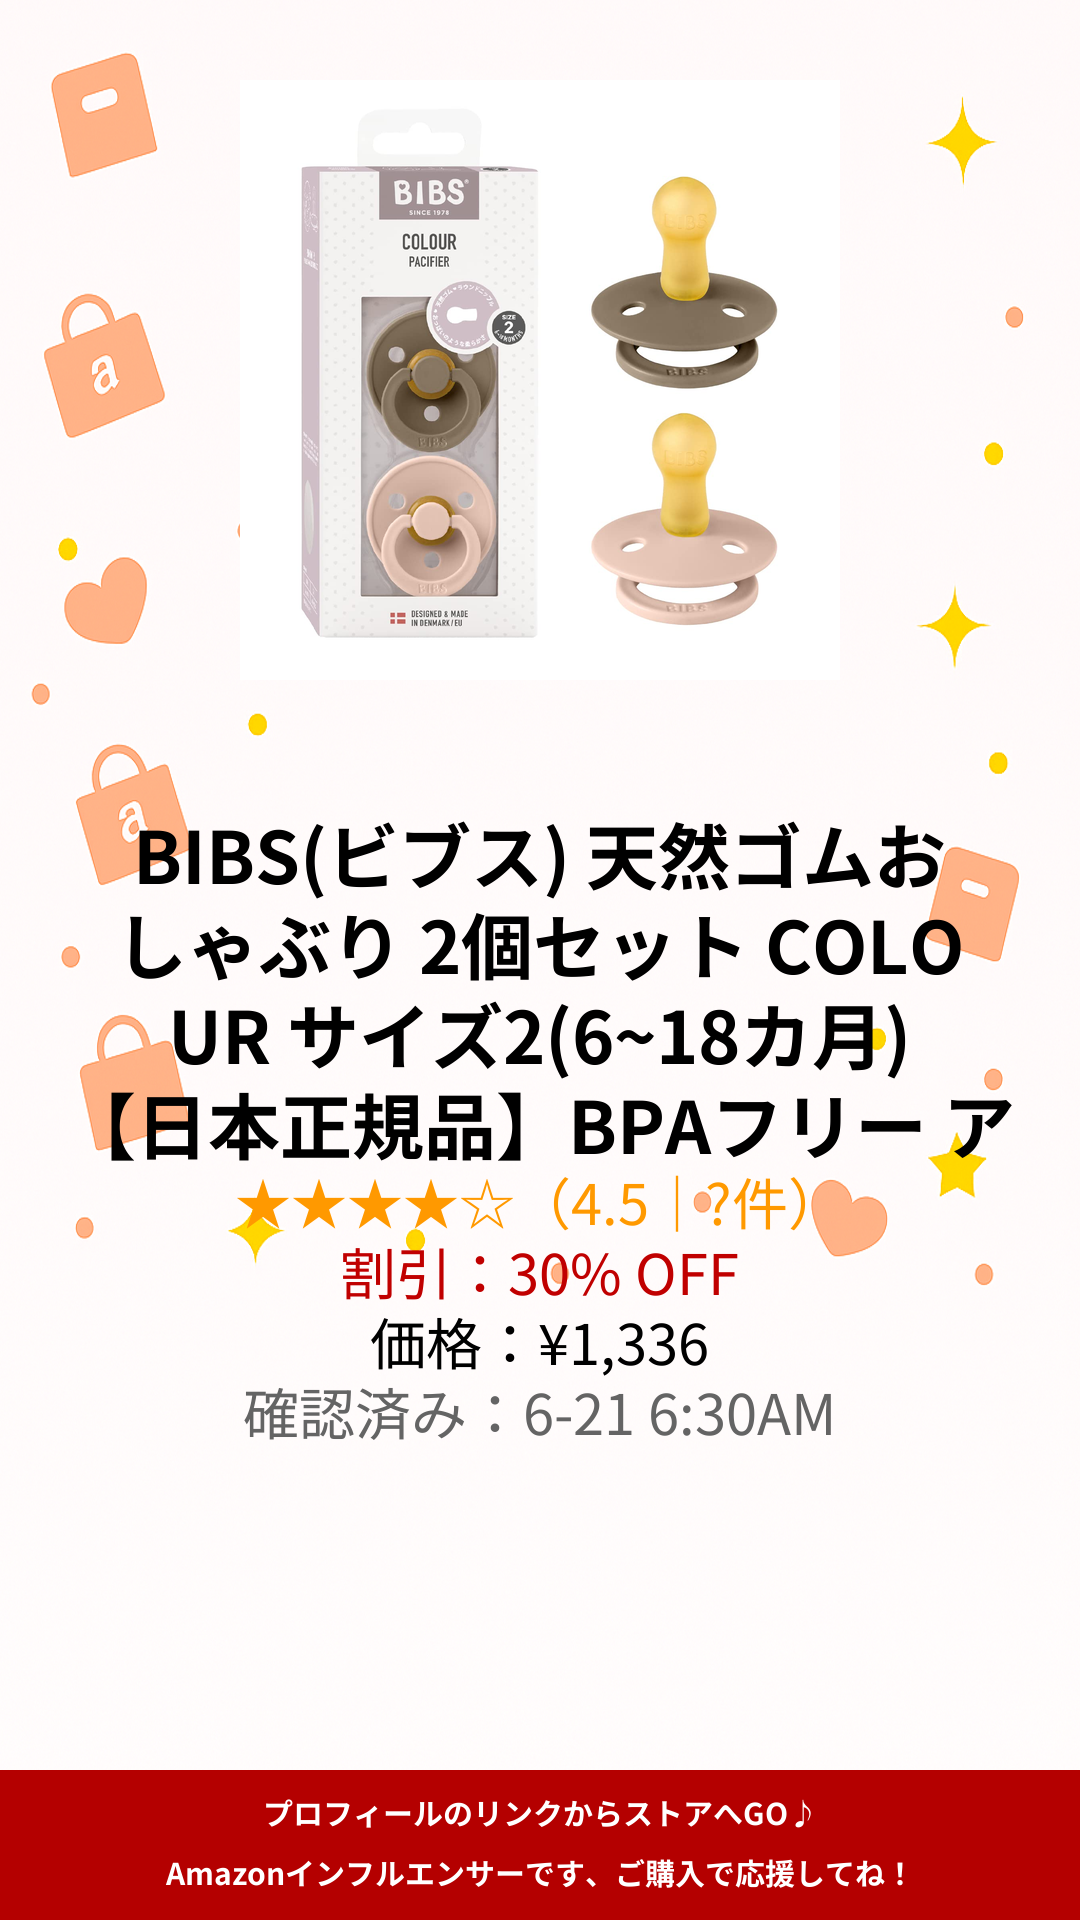 BIBS
SINCE 1978
COLOUR
PACIFIER
SIZE
2
BIBS
BIBS
DESIGNED & MADE
IN DENMARK/EU
BIBS
BIBS
a
a
BIBS(ビブス) 天然ゴムお
しゃぶり 2個セット COLO
UR サイズ2(6~18カ月)
【日本正規品】BPAフリー ア
★★★★☆（4.5｜?件）
割引：30% OFF
価格：¥1,336
確認済み：6-21 6:30AM
プロフィールのリンクからストアへGO♪
Amazonインフルエンサーです、ご購入で応援してね！